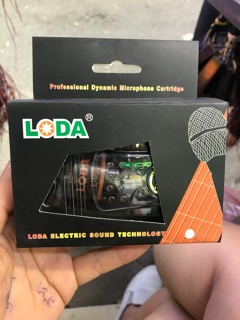 Professional Dynamic Microphone Cartridge
LODA®
LODA ELECTRIC SOUND TECHNOLOGY